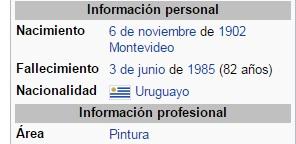 Información personal
Nacimiento 6 de noviembre de 1902
Montevideo
Fallecimiento 3 de junio de 1985 (82 años)
Nacionalidad Uruguayo
Información profesional
Área Pintura